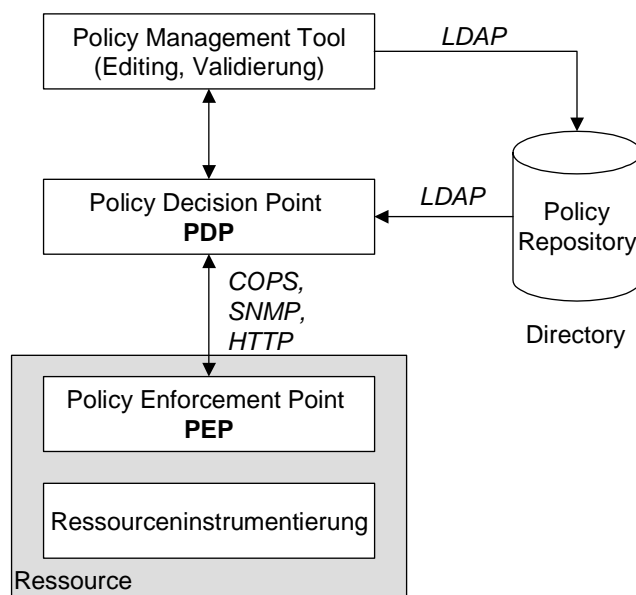 Policy Management Tool
(Editing, Validierung)
LDAP
Policy Decision Point
PDP
LDAP
Policy
Repository
COPS,
SNMP,
HTTP
Directory
Policy Enforcement Point
PEP
Ressourceninstrumentierung
Ressource